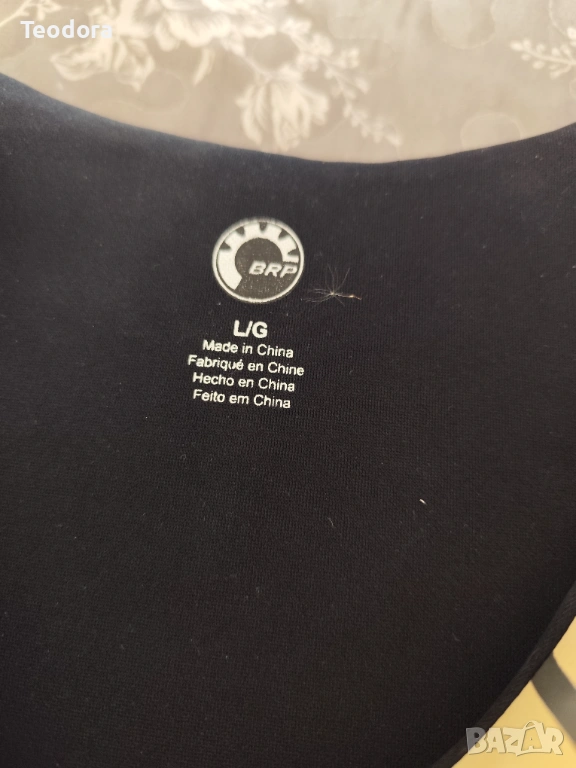 Teodora
BRP
L/G
Made in China
Fabriqué en Chine
Hecho en China
Feito em China
BAZAR